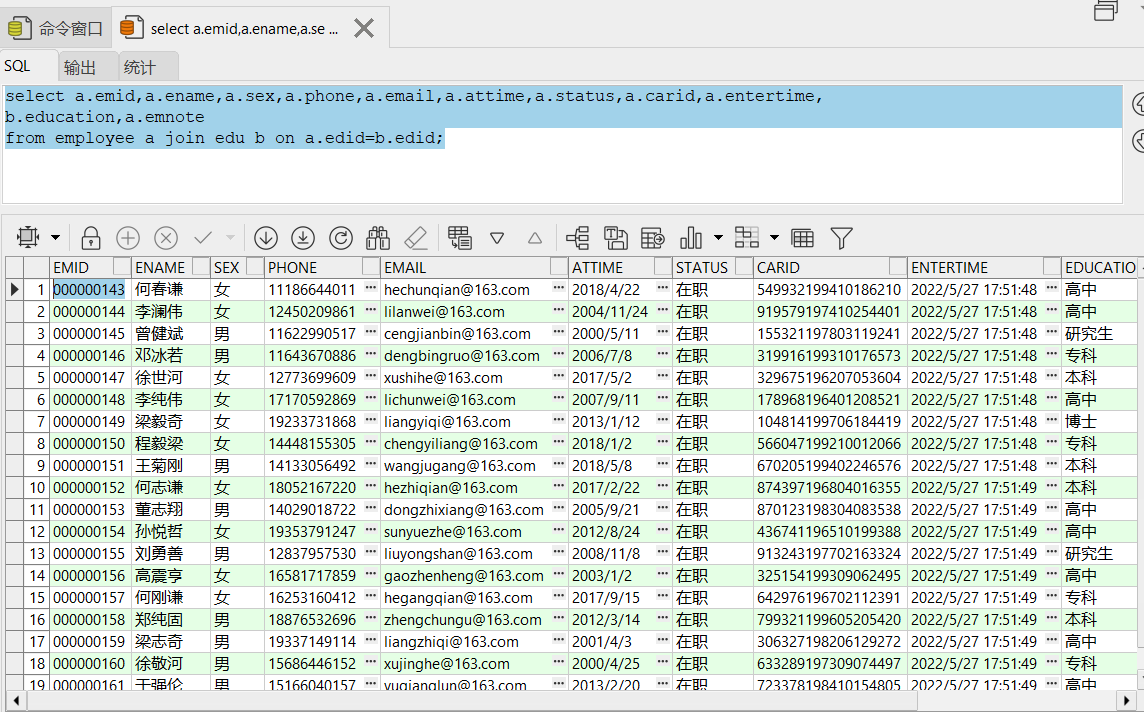 命令窗口 select a.emid,a.ename,a.se ...
SQL 输出 统计
select a.emid,a.ename,a.sex,a.phone,a.email,a.attime,a.status,a.carid,a.entertime,
b.education,a.emnote
from employee a join edu b on a.edid=b.edid;
EMID ENAME SEX PHONE EMAIL ATTIME STATUS CARID ENTERTIME EDUCATIO
1 000000143 何春谦 女 11186644011 ... hechunqian@163.com ... 2018/4/22 ... 在职 549932199410186210 2022/5/27 17:51:48 ... 高中
2 000000144 李澜伟 女 12450209861 ... lilanwei@163.com ... 2004/11/24 ... 在职 919579197410254401 2022/5/27 17:51:48 ... 高中
3 000000145 曾健斌 男 11622990517 ... cengjianbin@163.com ... 2000/5/11 ... 在职 155321197803119241 2022/5/27 17:51:48 ... 研究生
4 000000146 邓冰若 男 11643670886 ... dengbingruo@163.com ... 2006/7/8 ... 在职 319916199310176573 2022/5/27 17:51:48 ... 专科
5 000000147 徐世河 女 12773699609 ... xushihe@163.com ... 2017/5/2 ... 在职 329675196207053604 2022/5/27 17:51:48 ... 本科
6 000000148 李纯伟 女 17170592869 ... lichunwei@163.com ... 2007/9/11 ... 在职 178968196401208521 2022/5/27 17:51:48 ... 高中
7 000000149 梁毅奇 女 19233731868 ... liangyiqi@163.com ... 2013/1/12 ... 在职 104814199706184419 2022/5/27 17:51:48 ... 博士
8 000000150 程毅梁 女 14448155305 ... chengyiliang@163.com ... 2018/1/2 ... 在职 566047199210012066 2022/5/27 17:51:48 ... 专科
9 000000151 王菊刚 男 14133056492 ... wangjugang@163.com ... 2018/5/8 ... 在职 670205199402246576 2022/5/27 17:51:48 ... 本科
10 000000152 何志谦 女 18052167220 ... hezhiqian@163.com ... 2017/2/22 ... 在职 874397196804016355 2022/5/27 17:51:49 ... 本科
11 000000153 董志翔 男 14029018722 ... dongzhixiang@163.com ... 2005/9/21 ... 在职 870123198304083538 2022/5/27 17:51:49 ... 高中
12 000000154 孙悦哲 女 19353791247 ... sunyuezhe@163.com ... 2012/8/24 ... 在职 436741196510199388 2022/5/27 17:51:49 ... 高中
13 000000155 刘勇善 男 12837957530 ... liuyongshan@163.com ... 2008/11/8 ... 在职 913243197702163324 2022/5/27 17:51:49 ... 研究生
14 000000156 高震亨 女 16581717859 ... gaozhenheng@163.com ... 2003/1/2 ... 在职 325154199309062495 2022/5/27 17:51:49 ... 高中
15 000000157 何刚谦 女 16253160412 ... hegangqian@163.com ... 2017/9/15 ... 在职 642976196702112391 2022/5/27 17:51:49 ... 专科
16 000000158 郑纯固 男 18876532696 ... zhengchungu@163.com ... 2012/3/14 ... 在职 799321199605205420 2022/5/27 17:51:49 ... 本科
17 000000159 梁志奇 男 19337149114 ... liangzhiqi@163.com ... 2001/4/3 ... 在职 306327198206129272 2022/5/27 17:51:49 ... 高中
18 000000160 徐敬河 男 15686446152 ... xujinghe@163.com ... 2000/4/25 ... 在职 633289197309074497 2022/5/27 17:51:49 ... 专科
19 000000161 于强伦 男 15166040157 ... yuqianglun@163.com ... 2013/2/20 ... 在职 723378198410154805 2022/5/27 17:51:49 ... 高中